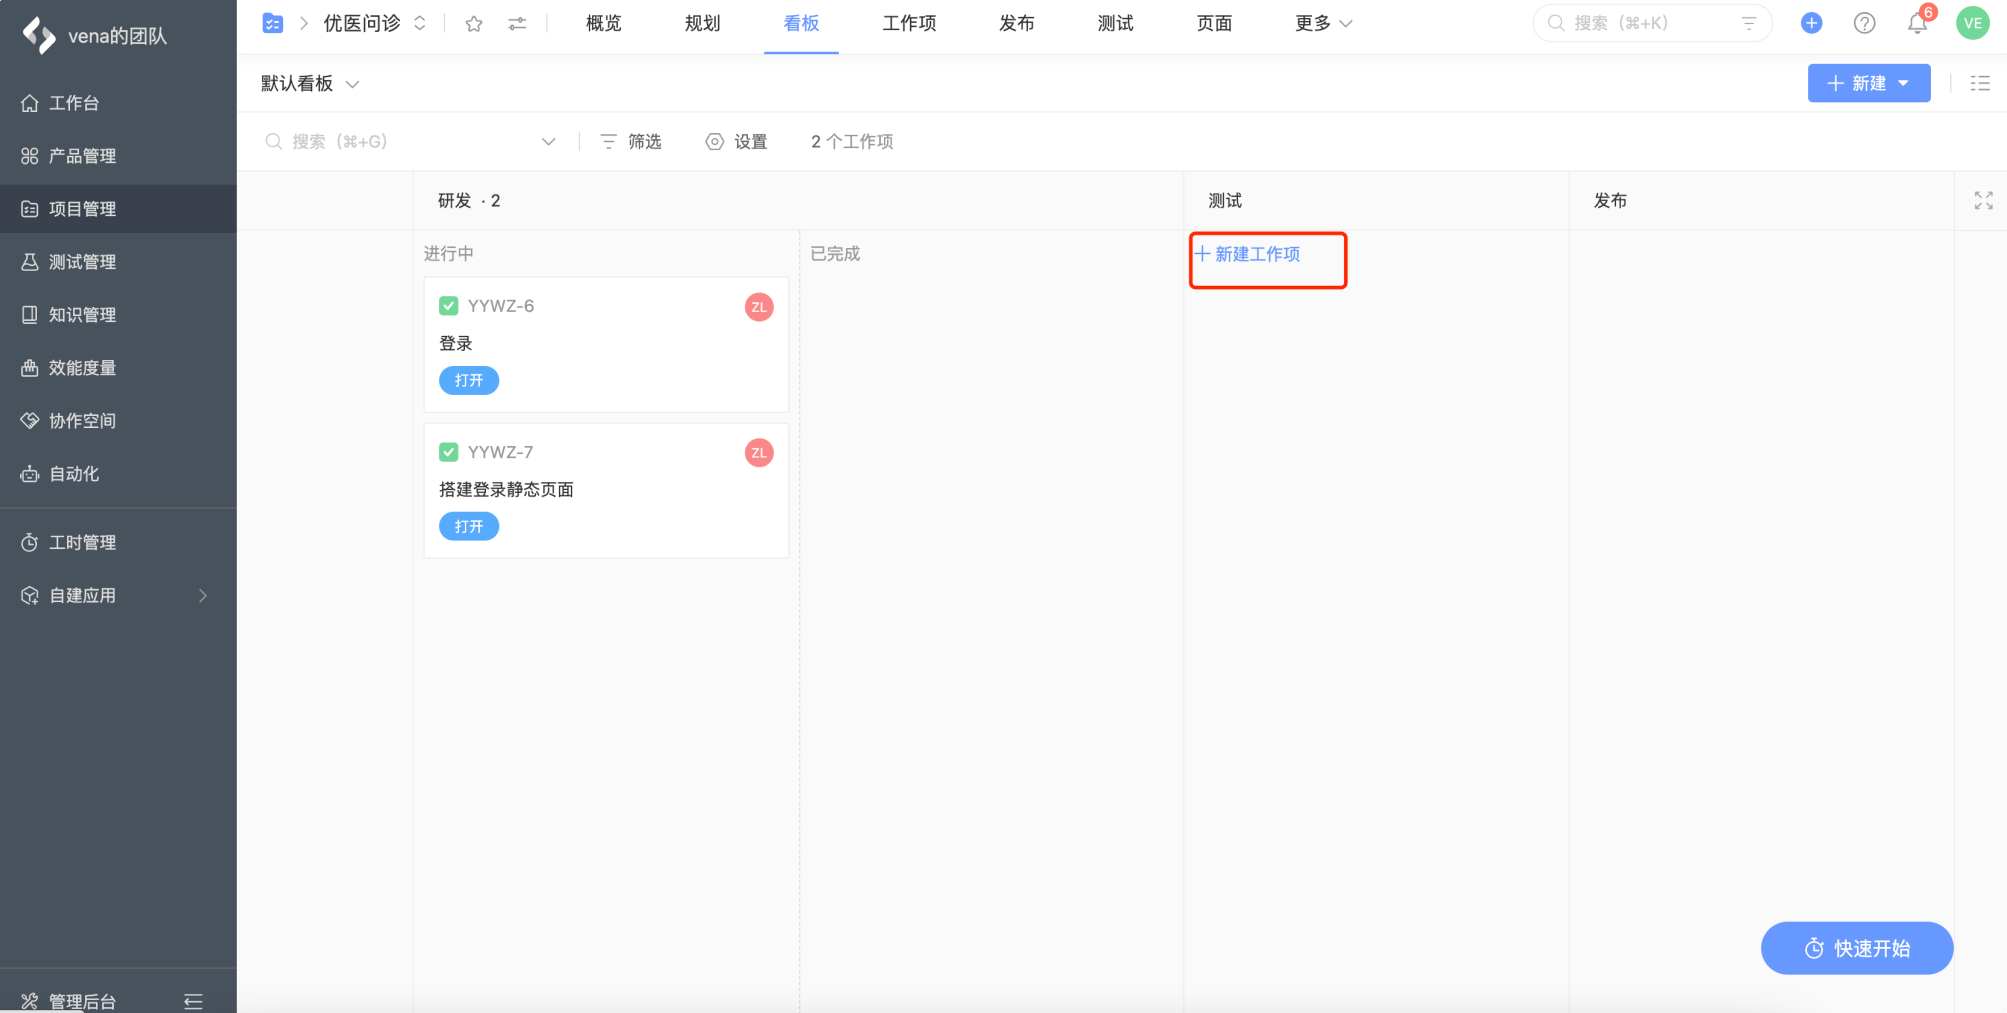 vena的团队
优医问诊
概览
规划
看板
工作项
发布
测试
页面
更多
搜索（⌘+K）
6
VE
工作台
产品管理
项目管理
测试管理
知识管理
效能度量
协作空间
自动化
工时管理
自建应用
管理后台
默认看板
新建
搜索（⌘+G）
筛选
设置
2 个工作项
研发 · 2
测试
发布
进行中
已完成
新建工作项
YYWZ-6
ZL
登录
打开
YYWZ-7
ZL
搭建登录静态页面
打开
快速开始